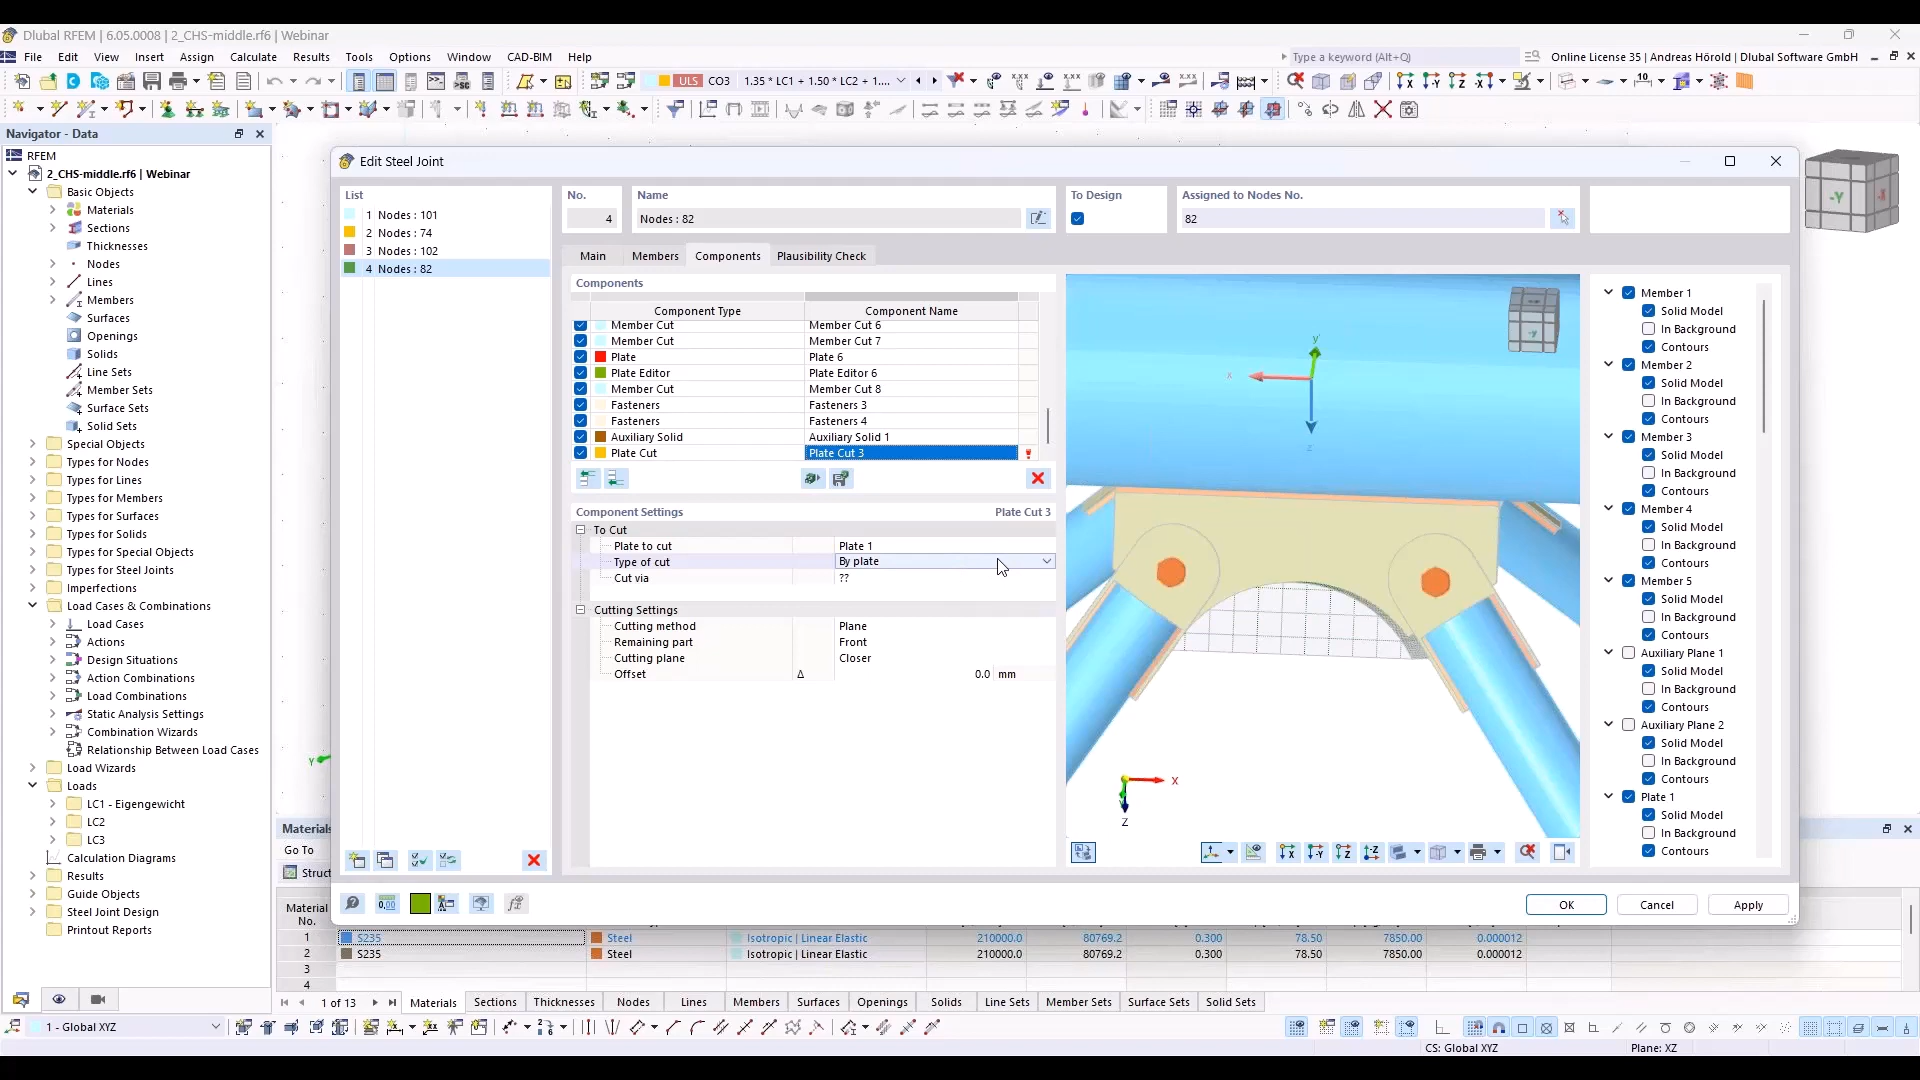 Dlubal RFEM | 6.05.0008 | 2_CHS-middle.rf6 | Webinar
File Edit View Insert Assign Calculate Results Tools Options Window CAD-BIM Help
Type a keyword (Alt+Q)
Online License 35 | Andreas Hörold | Dlubal Software GmbH
ULS CO3 1.35 * LC1 + 1.50 * LC2 + 1....
Navigator - Data
RFEM
2_CHS-middle.rf6 | Webinar
Basic Objects
Materials
Sections
Thicknesses
Nodes
Lines
Members
Surfaces
Openings
Solids
Line Sets
Member Sets
Surface Sets
Solid Sets
Special Objects
Types for Nodes
Types for Lines
Types for Members
Types for Surfaces
Types for Solids
Types for Special Objects
Types for Steel Joints
Imperfections
Load Cases & Combinations
Load Cases
Actions
Design Situations
Action Combinations
Load Combinations
Static Analysis Settings
Combination Wizards
Relationship Between Load Cases
Load Wizards
Loads
LC1 - Eigengewicht
LC2
LC3
Calculation Diagrams
Results
Guide Objects
Steel Joint Design
Printout Reports
Edit Steel Joint
List
1 Nodes : 101
2 Nodes : 74
3 Nodes : 102
4 Nodes : 82
No.
4
Name
Nodes : 82
To Design
Assigned to Nodes No.
82
Main Members Components Plausibility Check
Components
Component Type Component Name
Member Cut Member Cut 6
Member Cut Member Cut 7
Plate Plate 6
Plate Editor Plate Editor 6
Member Cut Member Cut 8
Fasteners Fasteners 3
Fasteners Fasteners 4
Auxiliary Solid Auxiliary Solid 1
Plate Cut Plate Cut 3
Component Settings Plate Cut 3
To Cut
Plate to cut Plate 1
Type of cut By plate
Cut via ??
Cutting Settings
Cutting method Plane
Remaining part Front
Cutting plane Closer
Offset Δ 0.0 mm
y
x
z
X
Z
-Y
-X
Y
Member 1
Solid Model
In Background
Contours
Member 2
Solid Model
In Background
Contours
Member 3
Solid Model
In Background
Contours
Member 4
Solid Model
In Background
Contours
Member 5
Solid Model
In Background
Contours
Auxiliary Plane 1
Solid Model
In Background
Contours
Auxiliary Plane 2
Solid Model
In Background
Contours
Plate 1
Solid Model
In Background
Contours
OK Cancel Apply
Materials
Go To
Struct
Material
No.
1 S235 Steel Isotropic | Linear Elastic 210000.0 80769.2 0.300 78.50 7850.00 0.000012
2 S235 Steel Isotropic | Linear Elastic 210000.0 80769.2 0.300 78.50 7850.00 0.000012
3
4
1 of 13 Materials Sections Thicknesses Nodes Lines Members Surfaces Openings Solids Line Sets Member Sets Surface Sets Solid Sets
1 - Global XYZ
CS: Global XYZ Plane: XZ